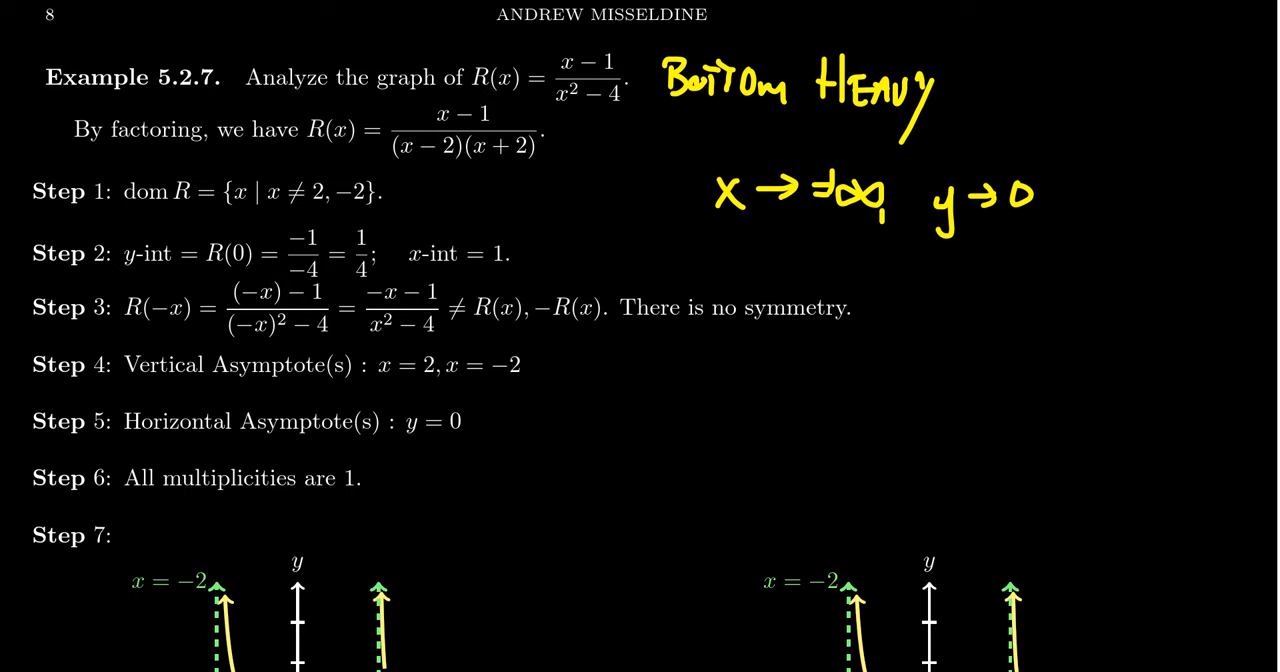 8 ANDREW MISSELDINE
Example 5.2.7. Analyze the graph of R(x) = (x − 1)/(x² − 4). BOTTOM HEAVY
By factoring, we have R(x) = (x − 1)/((x − 2)(x + 2)).
x → ±∞, y → 0
Step 1: dom R = {x | x ≠ 2, −2}.
Step 2: y-int = R(0) = −1/−4 = 1/4; x-int = 1.
Step 3: R(−x) = ((−x) − 1)/((−x)² − 4) = (−x − 1)/(x² − 4) ≠ R(x), −R(x). There is no symmetry.
Step 4: Vertical Asymptote(s) : x = 2, x = −2
Step 5: Horizontal Asymptote(s) : y = 0
Step 6: All multiplicities are 1.
Step 7:
y y
x = −2 x = −2